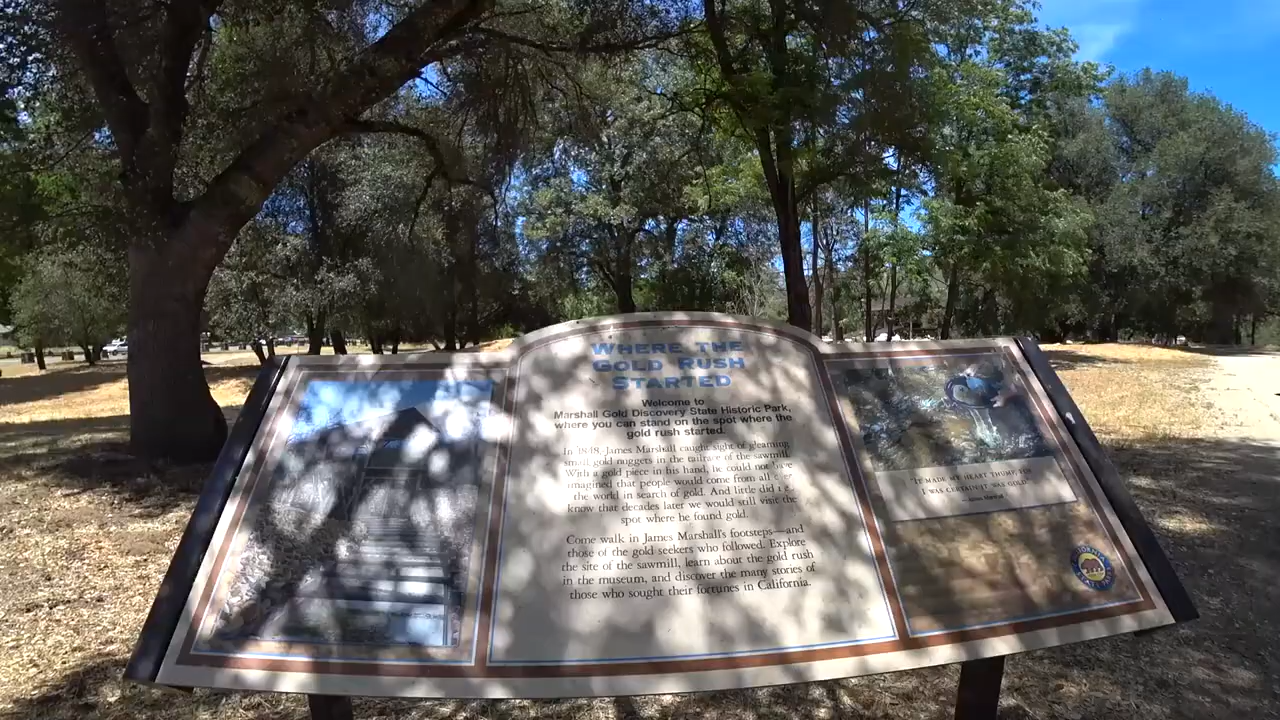 WHERE THE
GOLD RUSH
STARTED
Welcome to
Marshall Gold Discovery State Historic Park,
where you can stand on the spot where the
gold rush started.
In 1848, James Marshall caught sight of gleaming
small gold nuggets in the tailrace of the sawmill.
With a gold piece in his hand, he could not have
imagined that people would come from all over
the world in search of gold. And little did he
know that decades later we would still visit the
spot where he found gold.
Come walk in James Marshall's footsteps—and
those of the gold seekers who followed. Explore
the site of the sawmill, learn about the gold rush
in the museum, and discover the many stories of
those who sought their fortunes in California.
"IT MADE MY HEART THUMP, FOR
I WAS CERTAIN IT WAS GOLD"
—James Marshall
CALIFORNIA